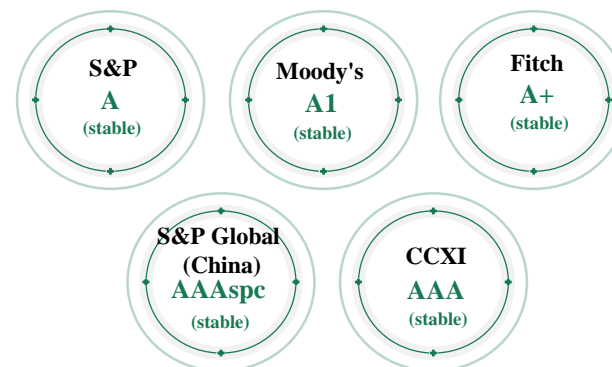 S&P
A
(stable)
Moody's
A1
(stable)
Fitch
A+
(stable)
S&P Global
(China)
AAAspc
(stable)
CCXI
AAA
(stable)